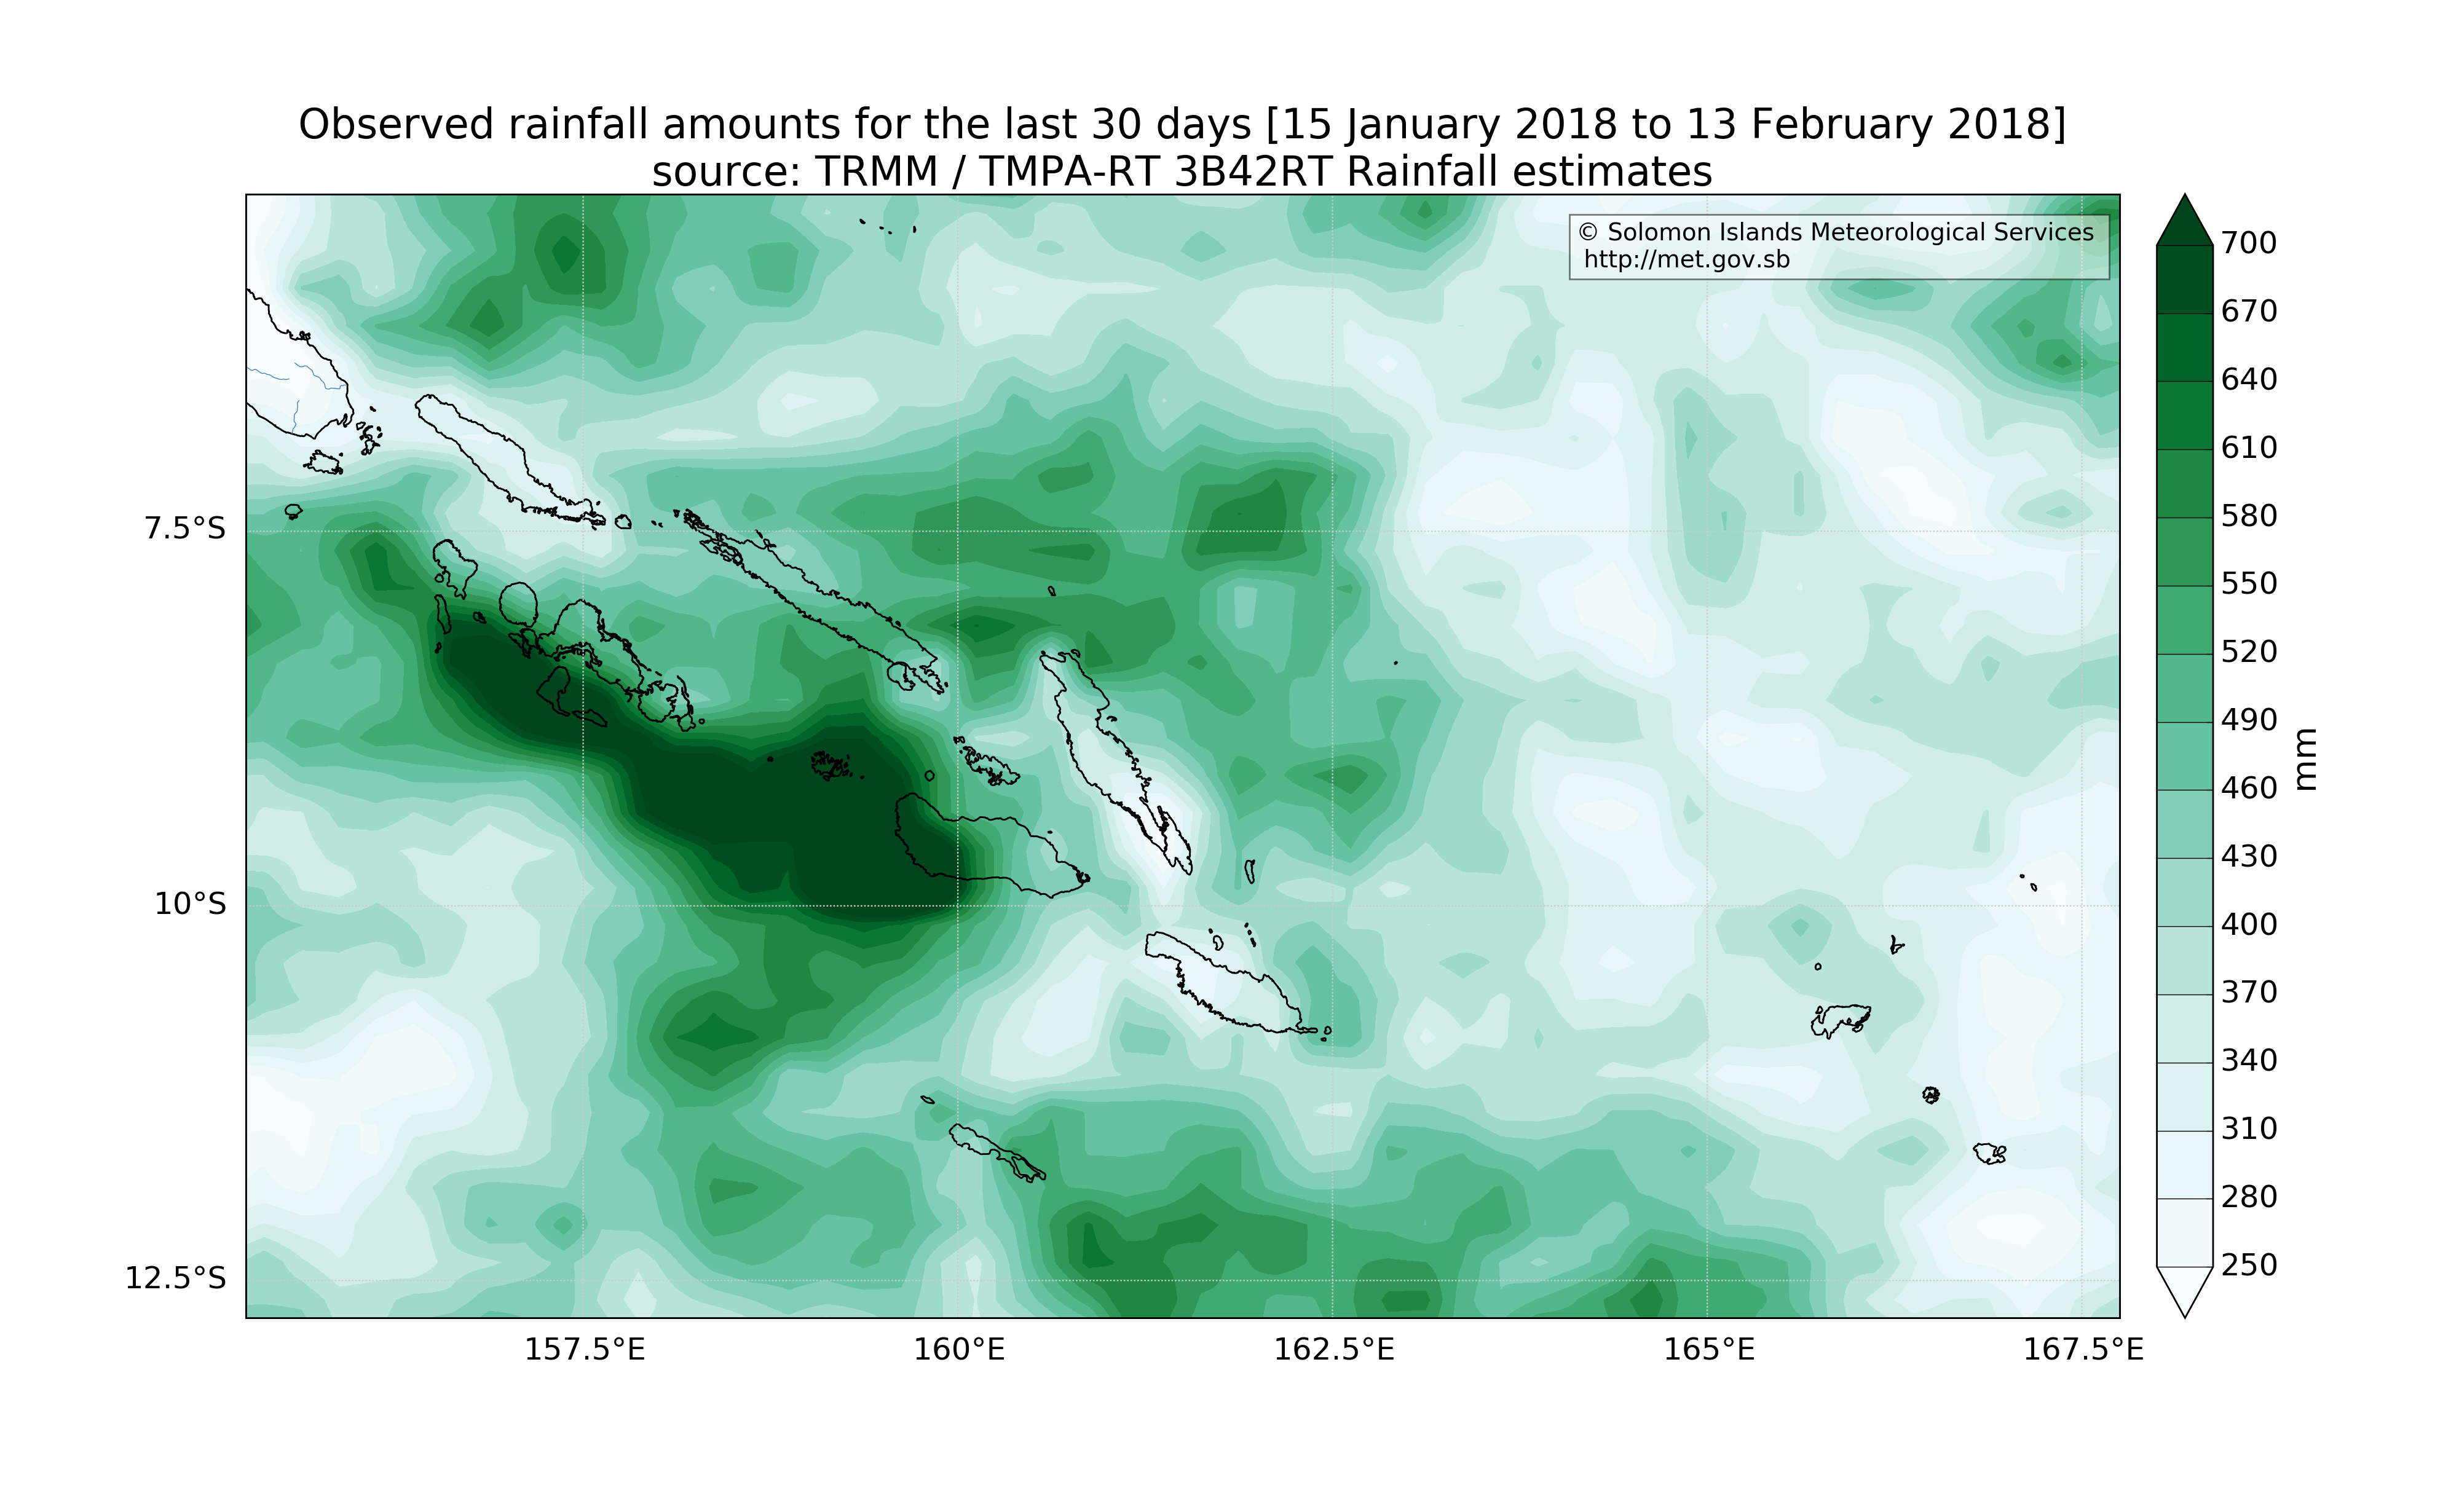 Observed rainfall amounts for the last 30 days [15 January 2018 to 13 February 2018]
source: TRMM / TMPA-RT 3B42RT Rainfall estimates
© Solomon Islands Meteorological Services
http://met.gov.sb
7.5°S
10°S
12.5°S
157.5°E
160°E
162.5°E
165°E
167.5°E
700
670
640
610
580
550
520
490
460
430
400
370
340
310
280
250
mm